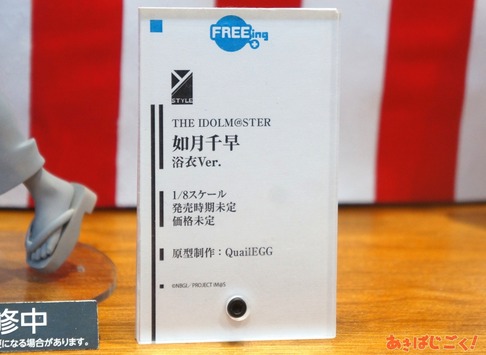 FREEing
Y
STYLE
THE IDOLM@STER
如月千早
浴衣Ver.
1/8スケール
発売時期未定
価格未定
原型制作：QuailEGG
©NBGI／PROJECT iM@S
修中
更になる場合があります。
あきばじごく！